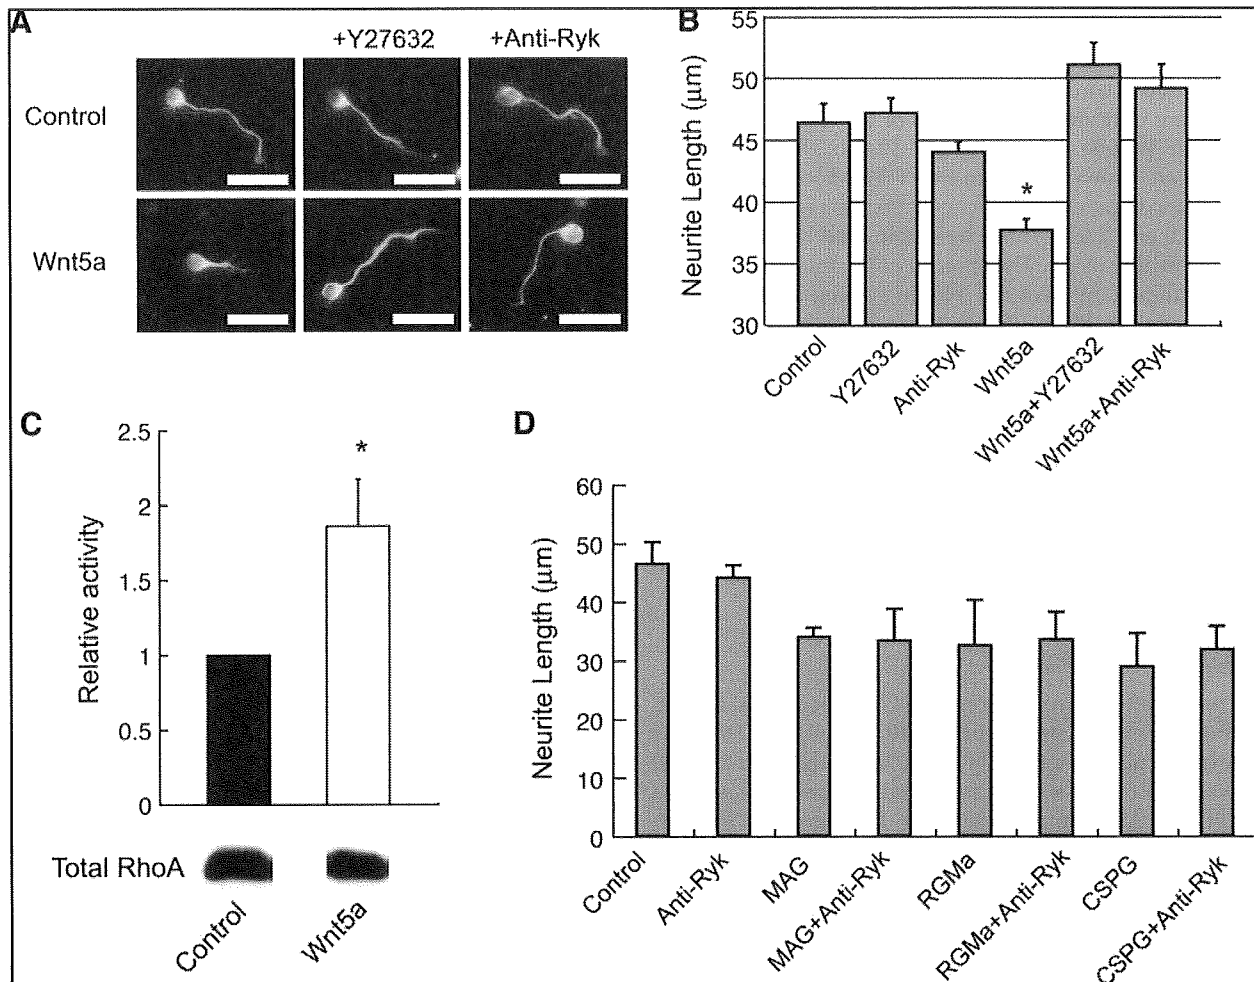 A
+Y27632 +Anti-Ryk
Control
Wnt5a
B
Neurite Length (μm)
55
50
45
40
35
30
*
Control
Y27632
Anti-Ryk
Wnt5a
Wnt5a+Y27632
Wnt5a+Anti-Ryk
C
Relative activity
2.5
2
1.5
1
0.5
0
*
Total RhoA
Control
Wnt5a
D
Neurite Length (μm)
60
50
40
30
20
10
0
Control
Anti-Ryk
MAG
MAG+Anti-Ryk
RGMa
RGMa+Anti-Ryk
CSPG
CSPG+Anti-Ryk